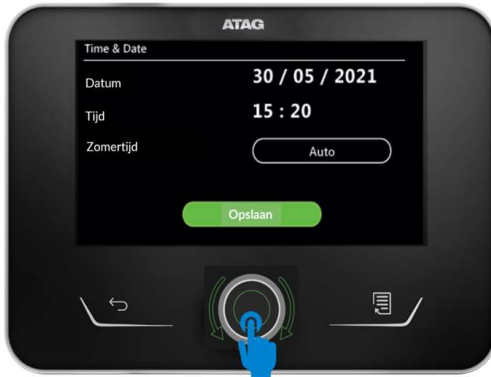 ATAG
Time & Date
Datum 30 / 05 / 2021
Tijd 15 : 20
Zomertijd Auto
Opslaan